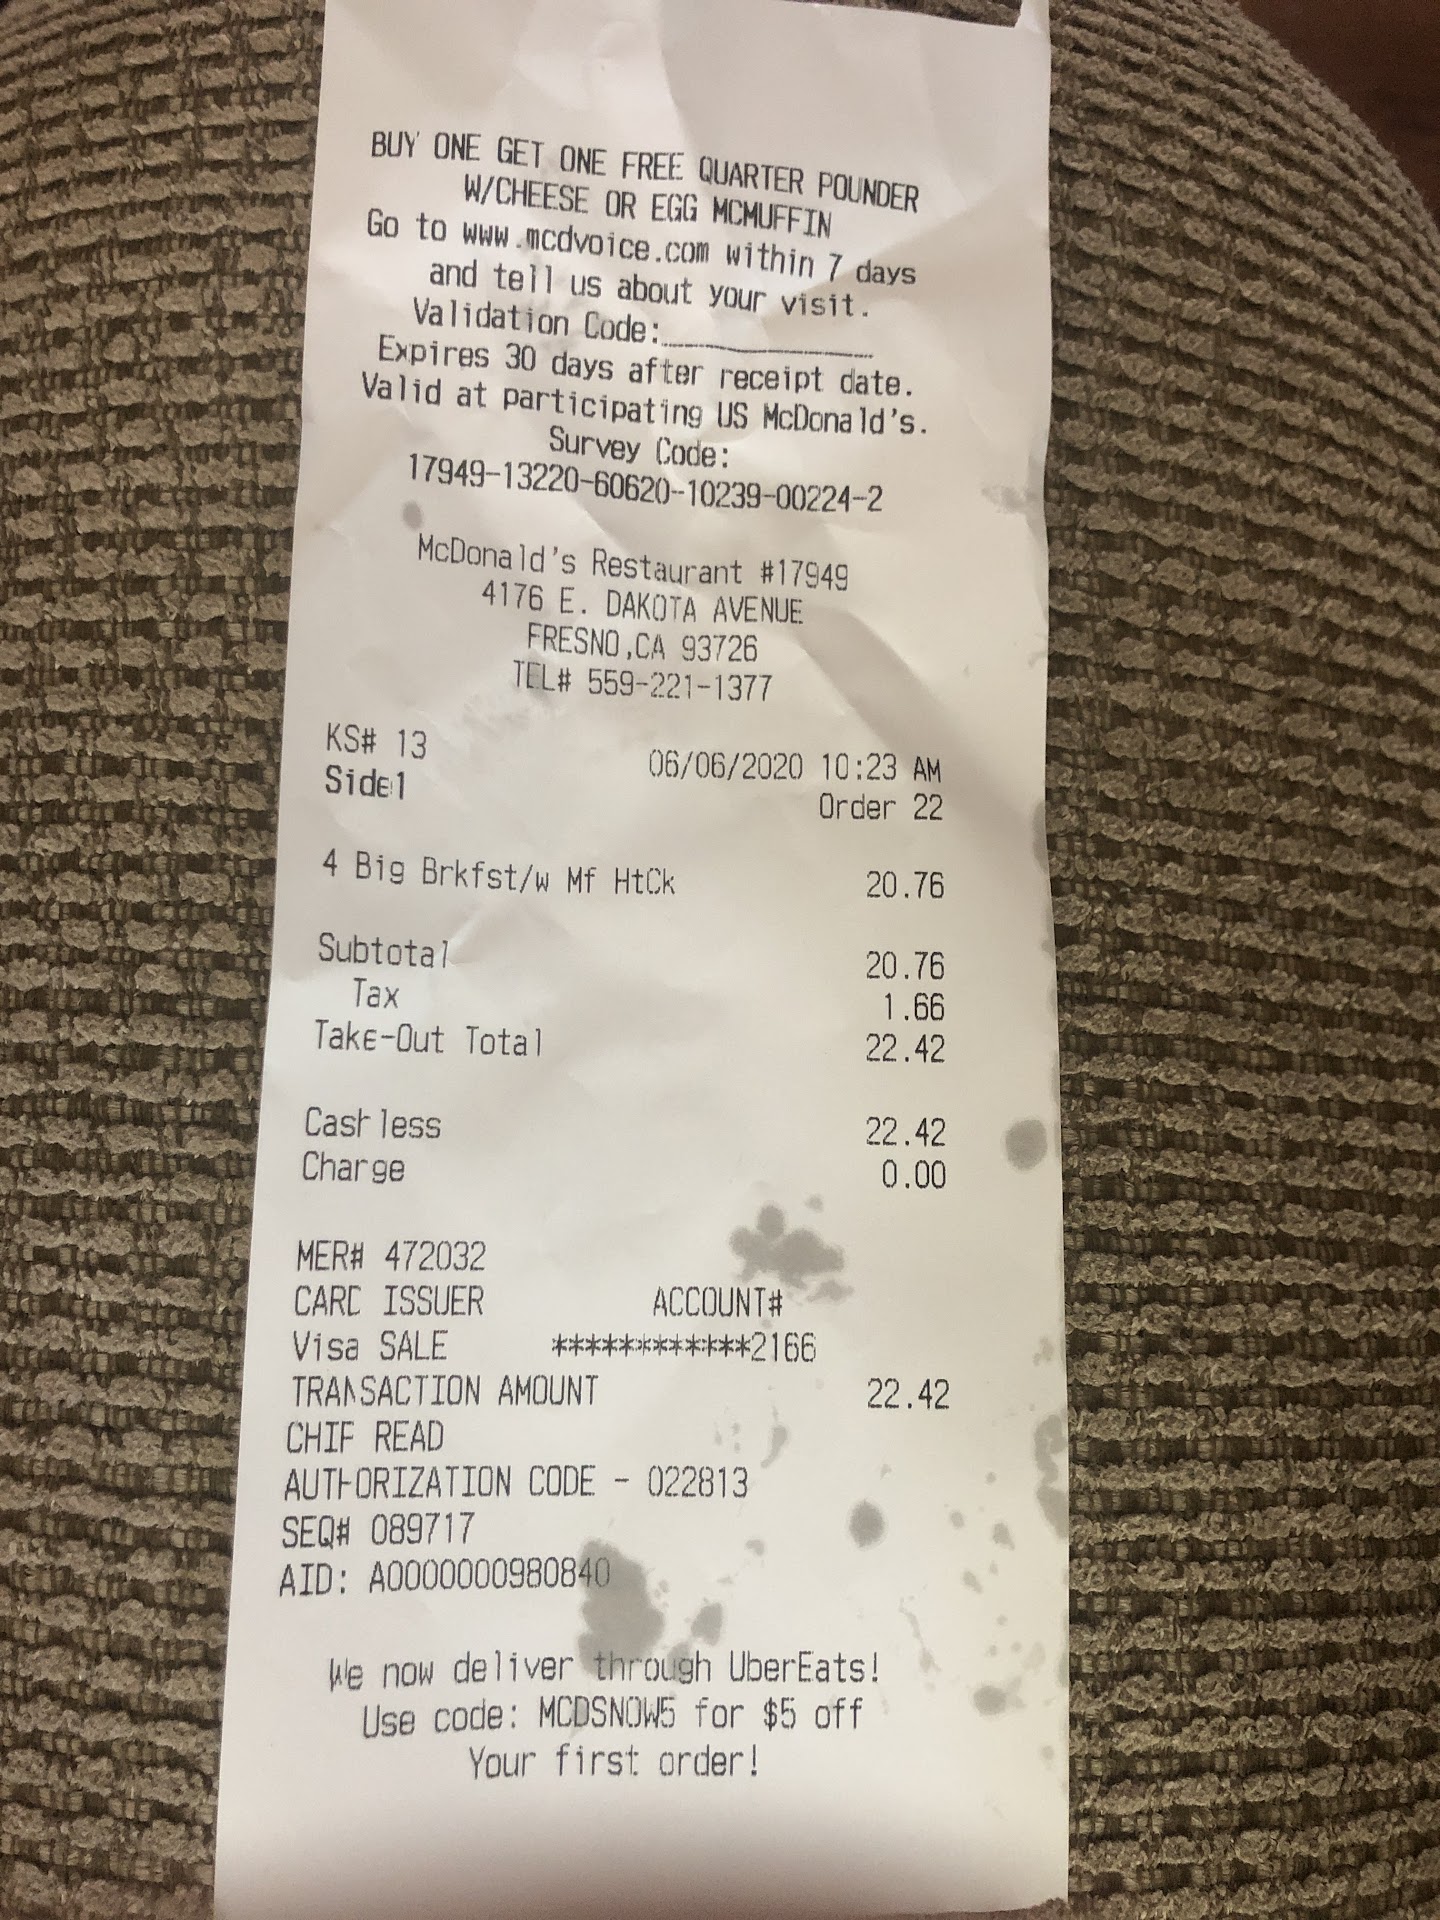 BUY ONE GET ONE FREE QUARTER POUNDER
W/CHEESE OR EGG MCMUFFIN
Go to www.mcdvoice.com within 7 days
and tell us about your visit.
Validation Code:______________
Expires 30 days after receipt date.
Valid at participating US McDonald's.
Survey Code:
17949-13220-60620-10239-00224-2
McDonald's Restaurant #17949
4176 E. DAKOTA AVENUE
FRESNO,CA 93726
TEL# 559-221-1377
KS# 13 06/06/2020 10:23 AM
Side1 Order 22
4 Big Brkfst/w Mf HtCk 20.76
Subtotal 20.76
Tax 1.66
Take-Out Total 22.42
Cashless 22.42
Charge 0.00
MER# 472032
CARD ISSUER ACCOUNT#
Visa SALE ************2166
TRANSACTION AMOUNT 22.42
CHIP READ
AUTHORIZATION CODE - 022813
SEQ# 089717
AID: A0000000980840
We now deliver through UberEats!
Use code: MCDSNOW5 for $5 off
Your first order!